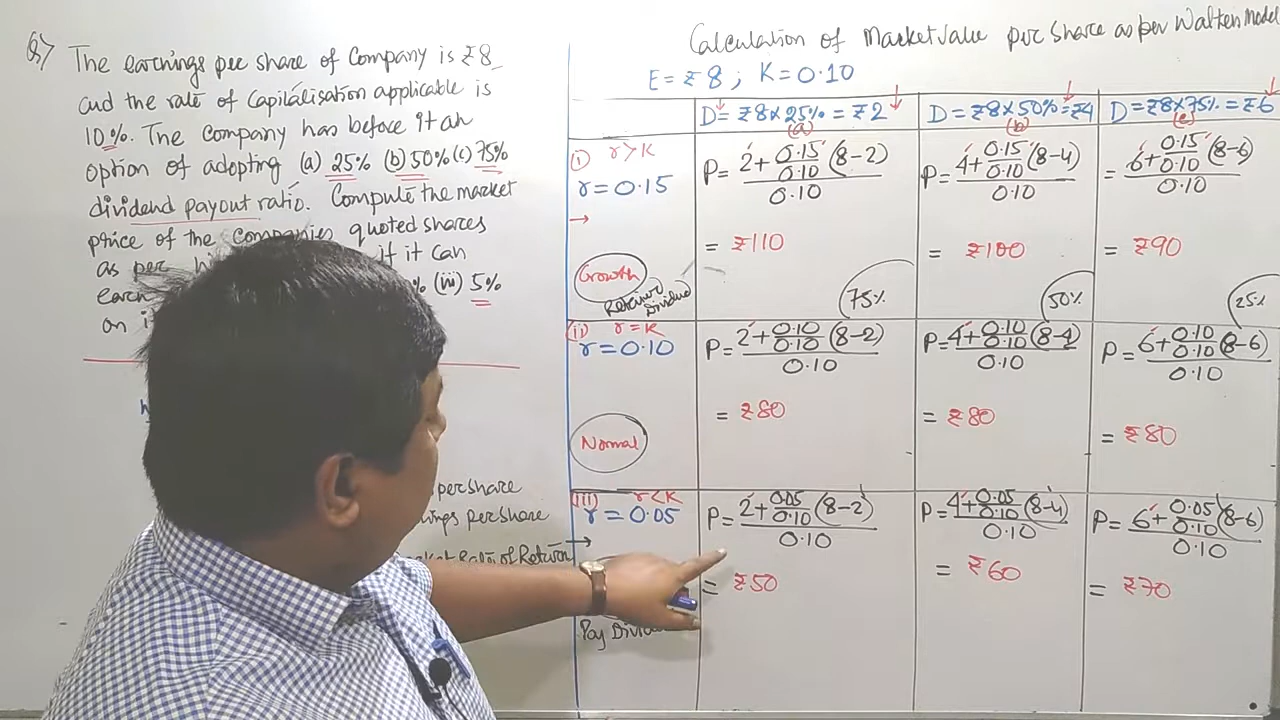 Q>
The earnings per share of Company is ₹8
and the rate of Capitalisation applicable is
10%. The Company has before it an
option of adopting (a) 25% (b) 50% (c) 75%
dividend payout ratio. Compute the market
price of the Companies quoted shares
as per if it can
earn % (iii) 5%
on
per share
per share
of Return
Calculation of Market value per share as per Walter Model
E = ₹8 ; K = 0.10
D = ₹8 × 25% = ₹2
(a)
D = ₹8 × 50% = ₹4
(b)
D = ₹8 × 75% = ₹6
(c)
(i) r > K
r = 0.15
→
Growth
Retained
Dividend
P = 2 + 0.15/0.10 (8 - 2) / 0.10
= ₹110
75%
P = 4 + 0.15/0.10 (8 - 4) / 0.10
= ₹100
50%
= 6 + 0.15/0.10 (8 - 6) / 0.10
= ₹90
25%
(ii) r = K
r = 0.10
Normal
P = 2 + 0.10/0.10 (8 - 2) / 0.10
= ₹80
P = 4 + 0.10/0.10 (8 - 4) / 0.10
= ₹80
P = 6 + 0.10/0.10 (8 - 6) / 0.10
= ₹80
(iii) r < K
r = 0.05
→
Pay
P = 2 + 0.05/0.10 (8 - 2) / 0.10
= ₹50
P = 4 + 0.05/0.10 (8 - 4) / 0.10
= ₹60
P = 6 + 0.05/0.10 (8 - 6) / 0.10
= ₹70